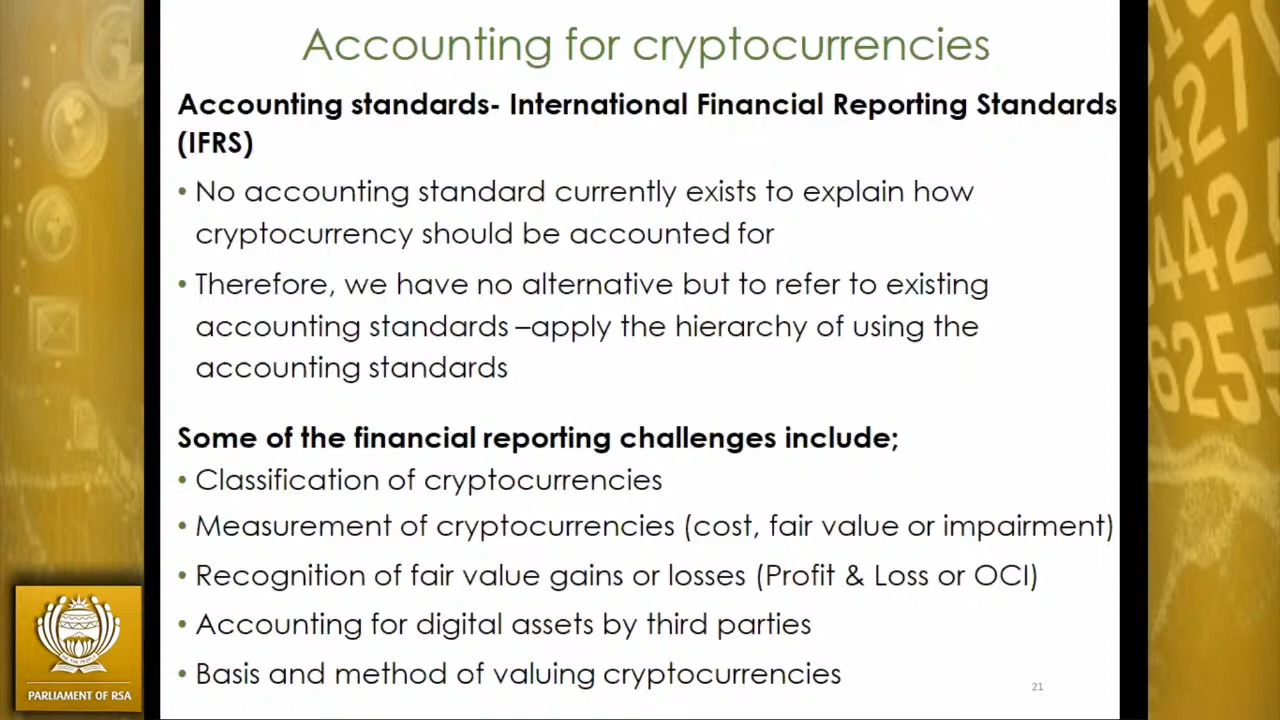 Accounting for cryptocurrencies
Accounting standards- International Financial Reporting Standards
(IFRS)
• No accounting standard currently exists to explain how
cryptocurrency should be accounted for
• Therefore, we have no alternative but to refer to existing
accounting standards –apply the hierarchy of using the
accounting standards
Some of the financial reporting challenges include;
• Classification of cryptocurrencies
• Measurement of cryptocurrencies (cost, fair value or impairment)
• Recognition of fair value gains or losses (Profit & Loss or OCI)
• Accounting for digital assets by third parties
• Basis and method of valuing cryptocurrencies
21
PARLIAMENT OF RSA
427
942
6255